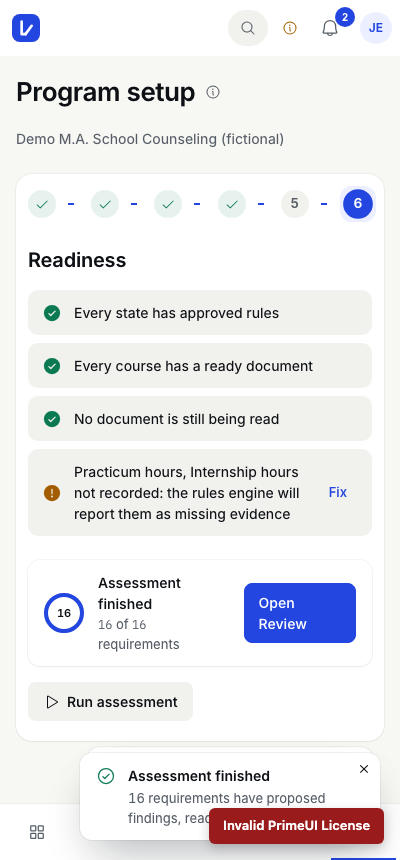 2
JE
Program setup
Demo M.A. School Counseling (fictional)
5
6
Readiness
Every state has approved rules
Every course has a ready document
No document is still being read
Practicum hours, Internship hours
not recorded: the rules engine will
report them as missing evidence
Fix
16
Assessment
finished
16 of 16
requirements
Open
Review
Run assessment
Assessment finished
16 requirements have proposed
findings,
Invalid PrimeUI License